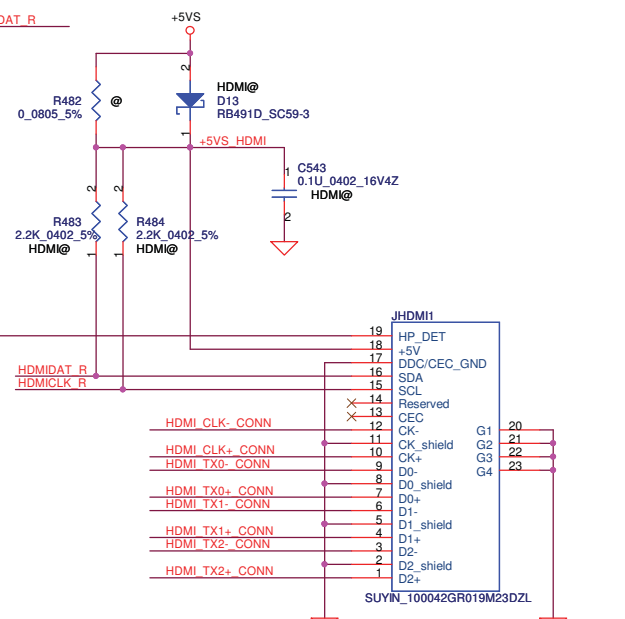 +5VS
DAT_R
2
HDMI@
R482
@
D13
0_0805_5%
RB491D_SC59-3
1
+5VS_HDMI
C543
1
0.1U_0402_16V4Z
2
2
HDMI@
2
R483
R484
2.2K_0402_5%
2.2K_0402_5%
HDMI@
HDMI@
1
1
JHDMI1
19
HP_DET
18
+5V
17
DDC/CEC_GND
HDMIDAT_R
16
SDA
HDMICLK_R
15
SCL
14
Reserved
13
CEC
HDMI_CLK-_CONN
12
CK-
G1
20
11
CK_shield
G2
21
HDMI_CLK+_CONN
10
CK+
G3
22
HDMI_TX0-_CONN
9
D0-
G4
23
8
D0_shield
HDMI_TX0+_CONN
7
D0+
HDMI_TX1-_CONN
6
D1-
5
D1_shield
HDMI_TX1+_CONN
4
D1+
HDMI_TX2-_CONN
3
D2-
2
D2_shield
HDMI_TX2+_CONN
1
D2+
SUYIN_100042GR019M23DZL